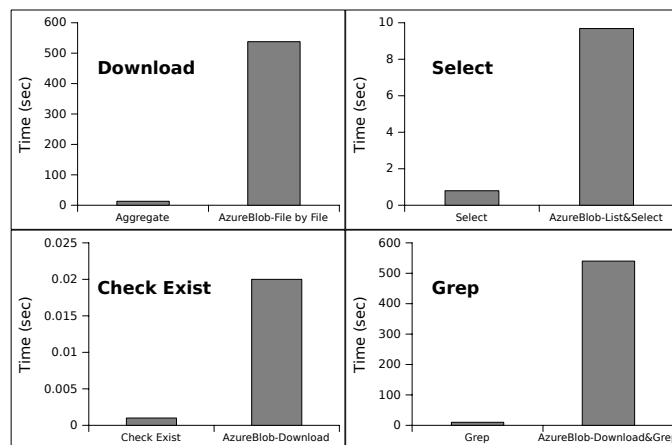 Download
Time (sec)
600
500
400
300
200
100
0
Aggregate
AzureBlob-File by File
Select
Time (sec)
10
8
6
4
2
0
Select
AzureBlob-List&Select
Check Exist
Time (sec)
0.025
0.02
0.015
0.01
0.005
0
Check Exist
AzureBlob-Download
Grep
Time (sec)
600
500
400
300
200
100
0
Grep
AzureBlob-Download&Grep